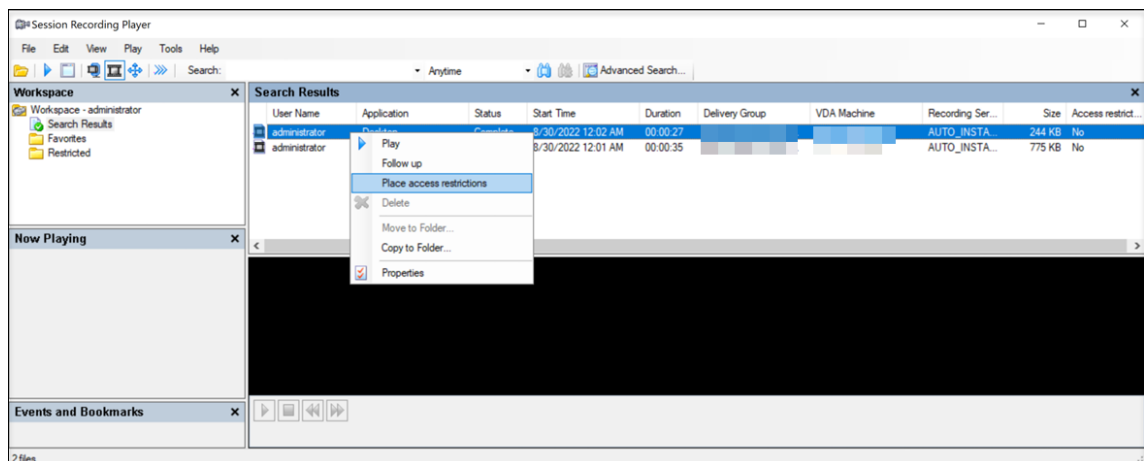 Session Recording Player
File Edit View Play Tools Help
Search: Anytime Advanced Search...
Workspace
Workspace - administrator
Search Results
Favorites
Restricted
Search Results
User Name Application Status Start Time Duration Delivery Group VDA Machine Recording Ser... Size Access restrict...
administrator Desktop Complete 8/30/2022 12:02 AM 00:00:27 AUTO_INSTA... 244 KB No
administrator 8/30/2022 12:01 AM 00:00:35 AUTO_INSTA... 775 KB No
Play
Follow up
Place access restrictions
Delete
Move to Folder...
Copy to Folder...
Properties
Now Playing
Events and Bookmarks
2 files